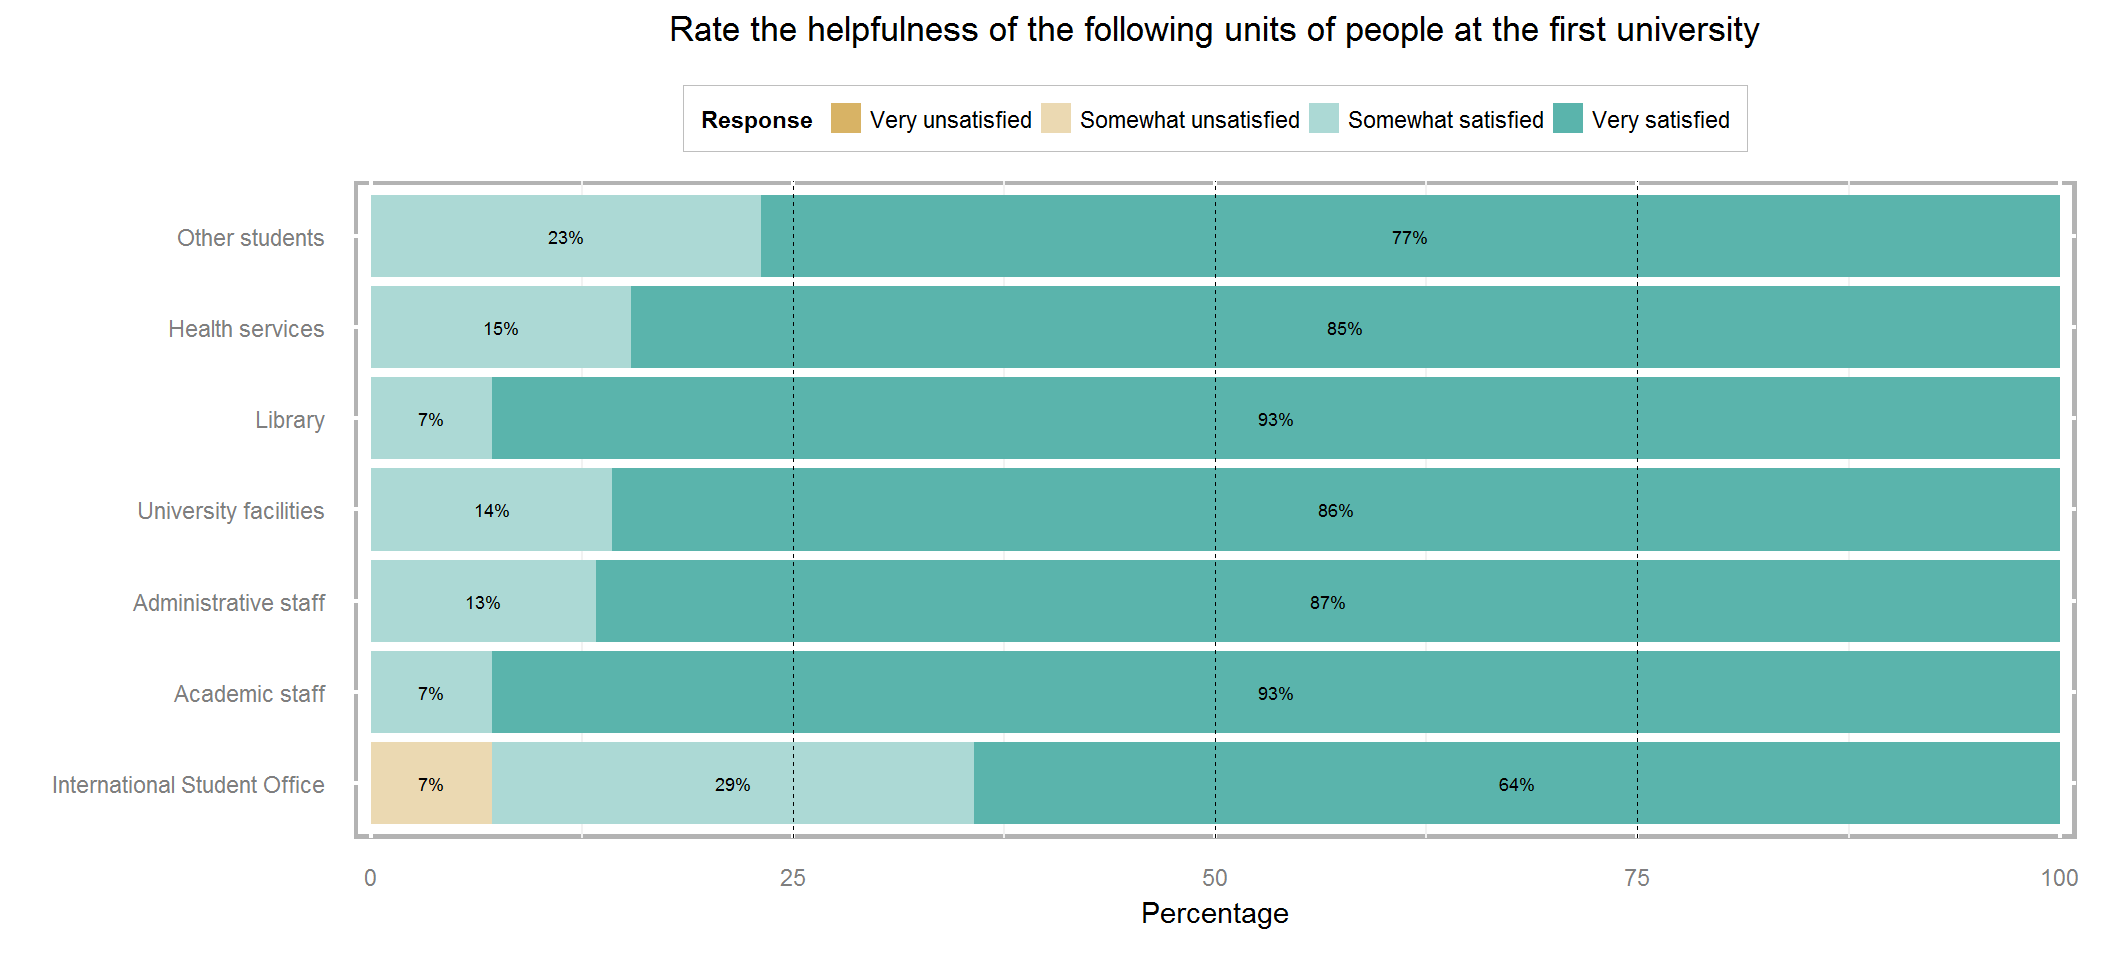 Rate the helpfulness of the following units of people at the first university
Response Very unsatisfied Somewhat unsatisfied Somewhat satisfied Very satisfied
Other students 23% 77%
Health services 15% 85%
Library 7% 93%
University facilities 14% 86%
Administrative staff 13% 87%
Academic staff 7% 93%
International Student Office 7% 29% 64%
0 25 50 75 100
Percentage